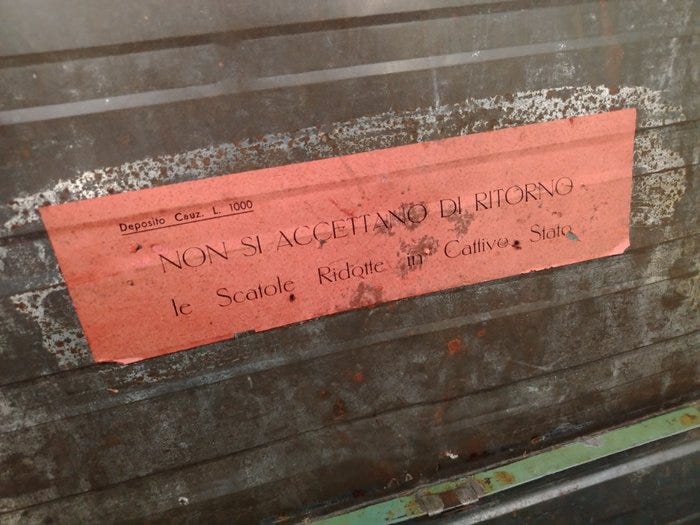 Deposito Cauz. L. 1000
NON SI ACCETTANO DI RITORNO
le Scatole Ridotte in Cattivo Stato